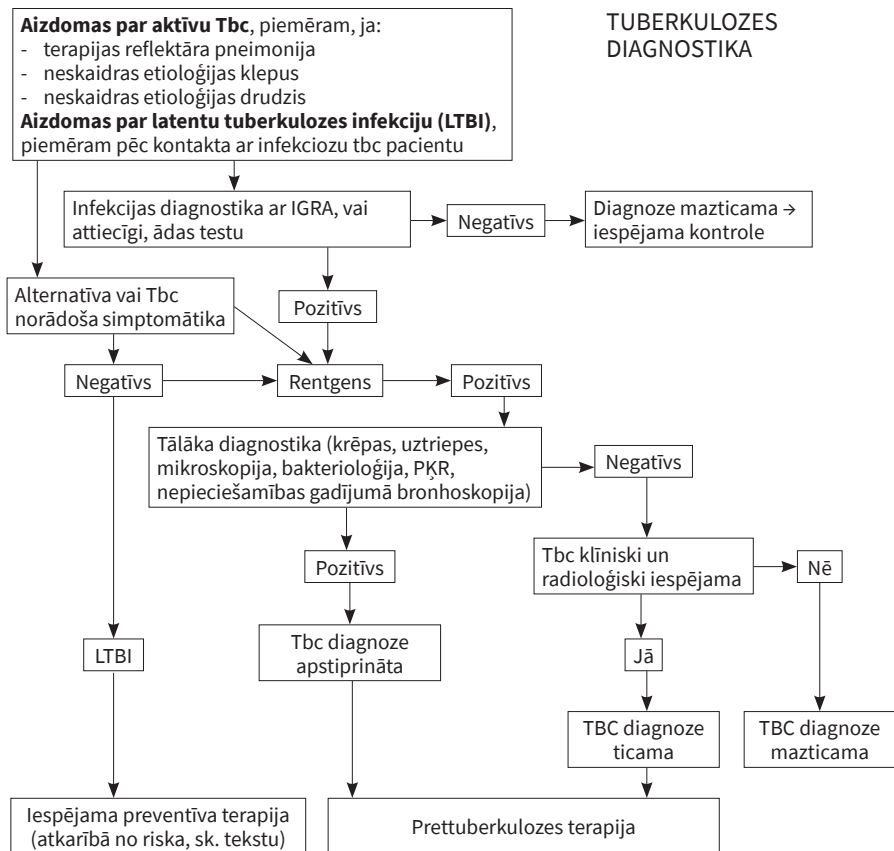 TUBERKULOZES
DIAGNOSTIKA
Aizdomas par aktīvu Tbc, piemēram, ja:
- terapijas reflektāra pneimonija
- neskaidras etioloģijas klepus
- neskaidras etioloģijas drudzis
Aizdomas par latentu tuberkulozes infekciju (LTBI),
piemēram pēc kontakta ar infekciozu tbc pacientu
Infekcijas diagnostika ar IGRA, vai
attiecīgi, ādas testu
Negatīvs
Diagnoze mazticama →
iespējama kontrole
Alternatīva vai Tbc
norādoša simptomātika
Pozitīvs
Negatīvs
Rentgens
Pozitīvs
Tālāka diagnostika (krēpas, uztriepes,
mikroskopija, bakterioloģija, PĶR,
nepieciešamības gadījumā bronhoskopija)
Negatīvs
Pozitīvs
Tbc klīniski un
radioloģiski iespējama
Nē
LTBI
Tbc diagnoze
apstiprināta
Jā
TBC diagnoze
ticama
TBC diagnoze
mazticama
Iespējama preventīva terapija
(atkarībā no riska, sk. tekstu)
Prettuberkulozes terapija